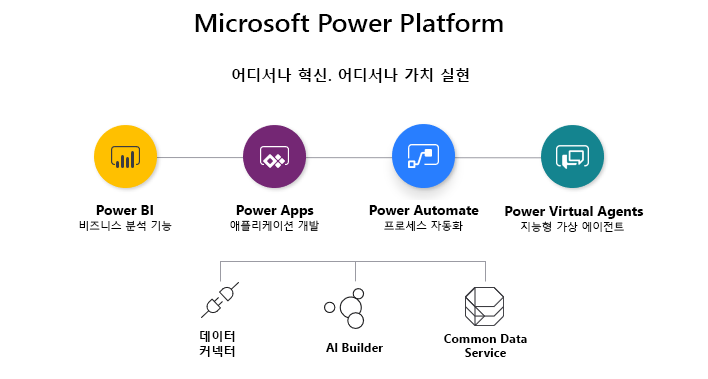 Microsoft Power Platform
어디서나 혁신. 어디서나 가치 실현
Power BI
비즈니스 분석 기능
Power Apps
애플리케이션 개발
Power Automate
프로세스 자동화
Power Virtual Agents
지능형 가상 에이전트
데이터
커넥터
AI Builder
Common Data
Service